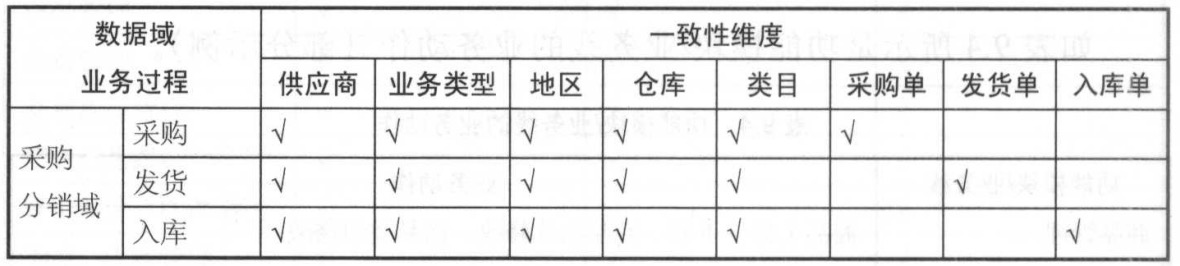 数据域 一致性维度
业务过程 供应商 业务类型 地区 仓库 类目 采购单 发货单 入库单
采购分销域 采购 √ √ √ √ √ √
发货 √ √ √ √ √ √
入库 √ √ √ √ √ √